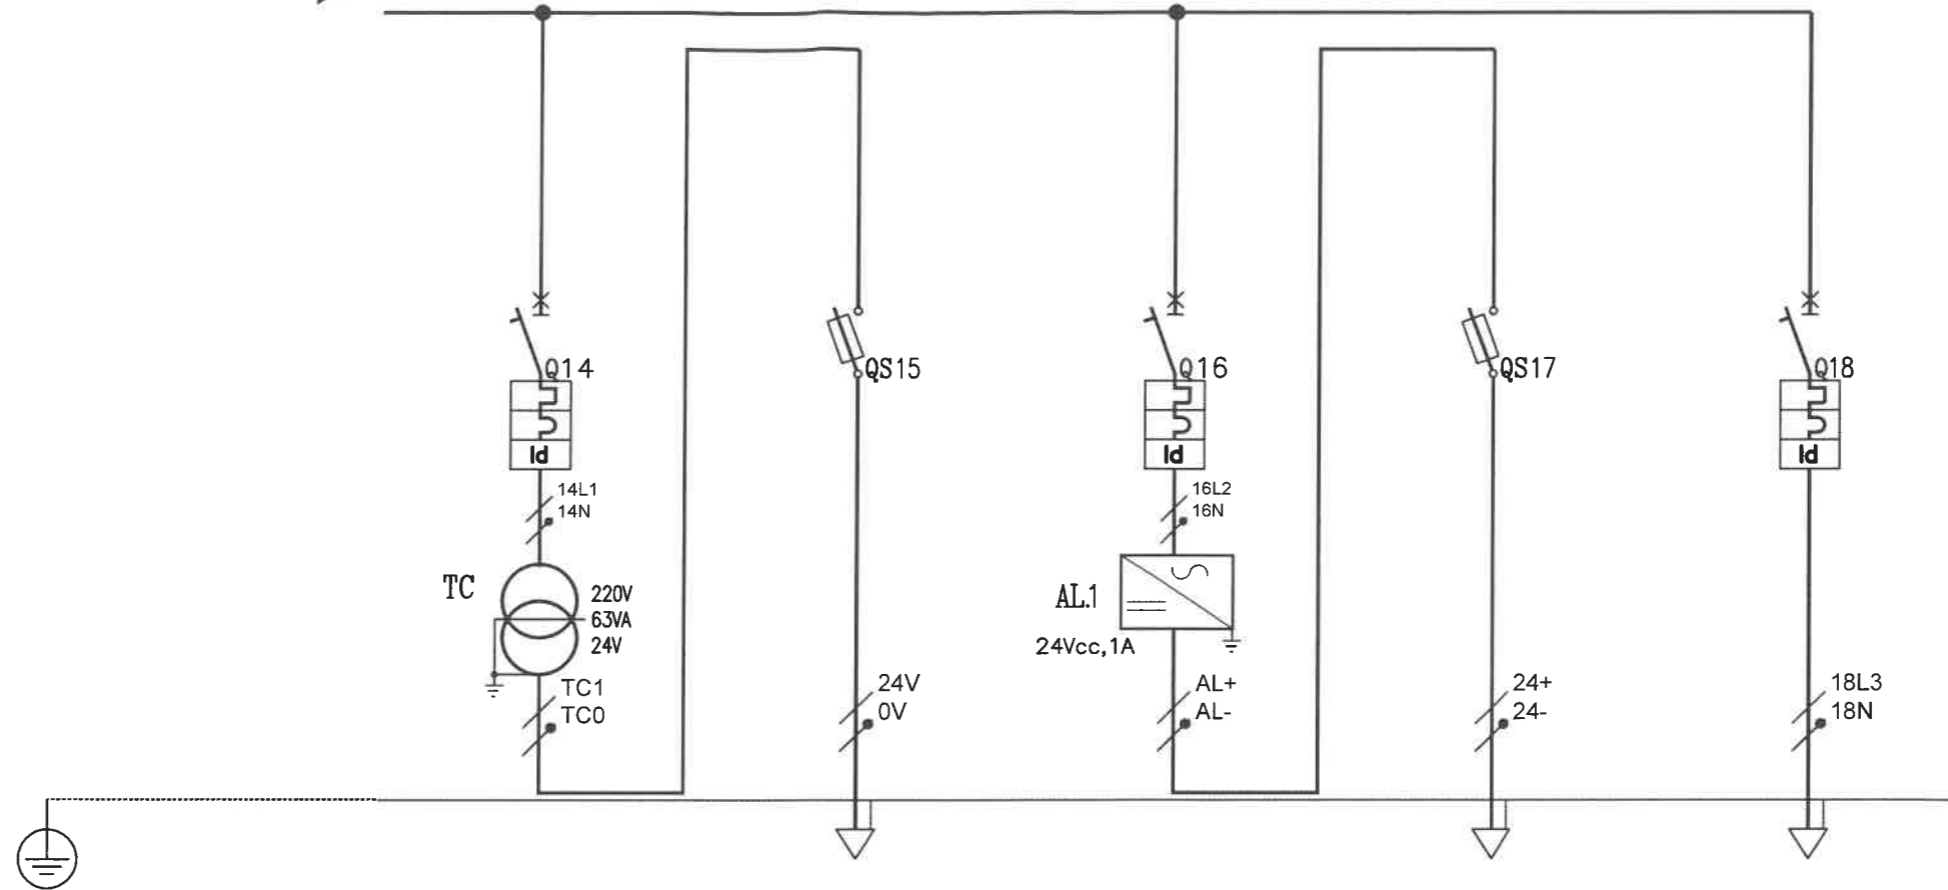 Q14
QS15
Q16
QS17
Q18
Id
Id
Id
14L1
14N
16L2
16N
TC
220V
63VA
24V
AL.1
24Vcc,1A
TC1
TC0
24V
0V
AL+
AL-
24+
24-
18L3
18N